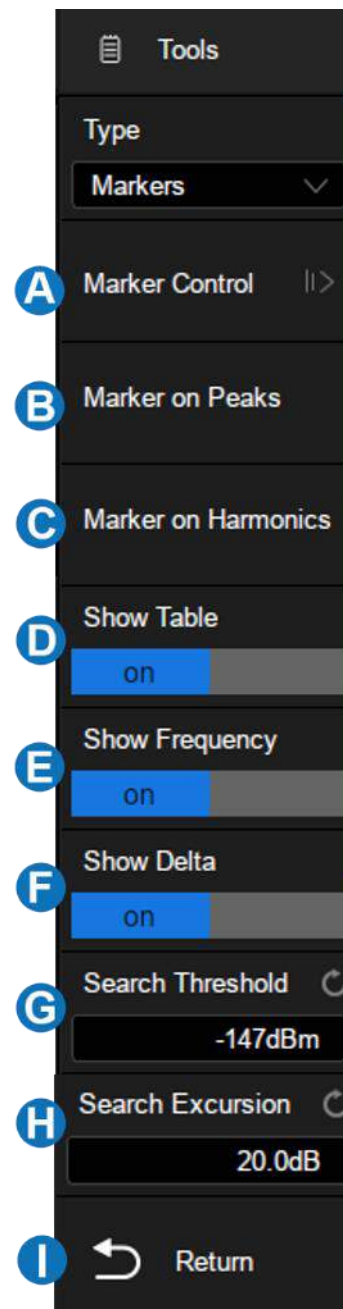 Tools
Type
Markers
A Marker Control
B Marker on Peaks
C Marker on Harmonics
D Show Table
on
E Show Frequency
on
F Show Delta
on
G Search Threshold
-147dBm
H Search Excursion
20.0dB
I Return